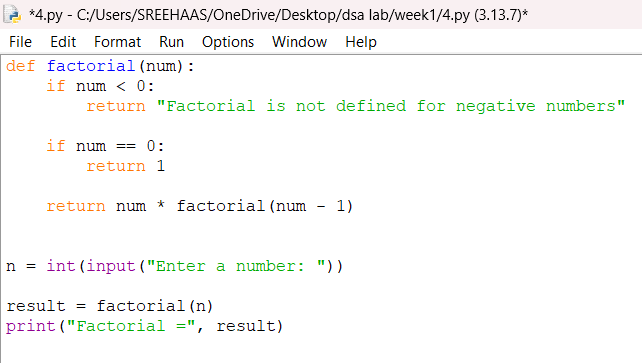 *4.py - C:/Users/SREEHAAS/OneDrive/Desktop/dsa lab/week1/4.py (3.13.7)*
File Edit Format Run Options Window Help
def factorial(num):
    if num < 0:
        return "Factorial is not defined for negative numbers"

    if num == 0:
        return 1

    return num * factorial(num - 1)


n = int(input("Enter a number: "))

result = factorial(n)
print("Factorial =", result)